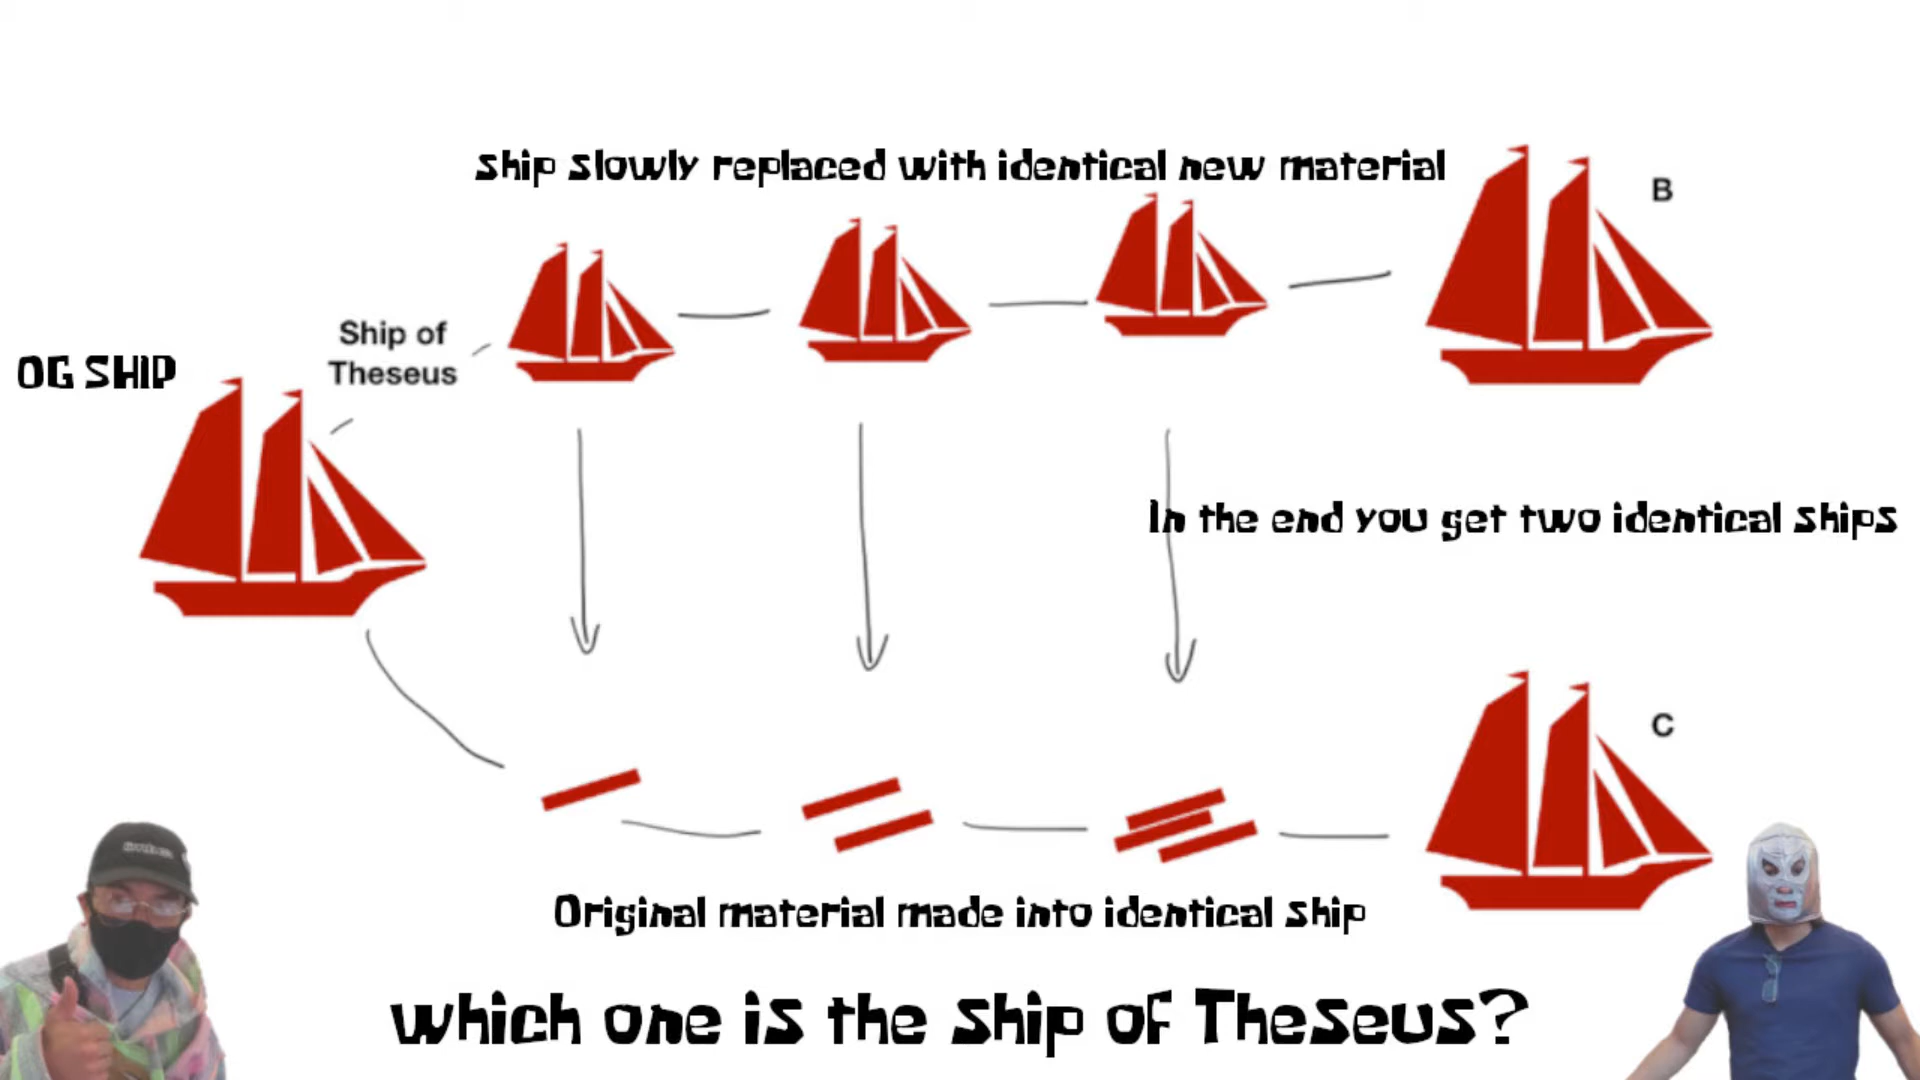 Ship slowly replaced with identical new material
B
Ship of
Theseus
OG SHIP
In the end you get two identical ships
C
Original material made into identical ship
Which one is the Ship of Theseus?